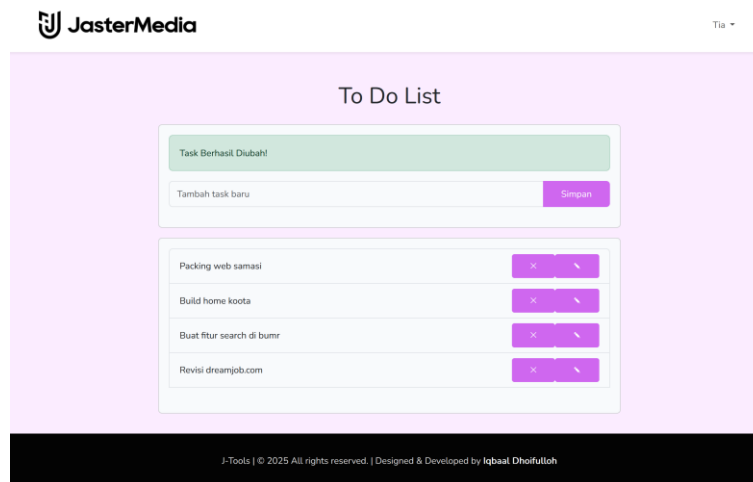 JasterMedia
Tia
To Do List
Task Berhasil Diubah!
Tambah task baru
Simpan
Packing web samasi
Build home koota
Buat fitur search di bumr
Revisi dreamjob.com
J-Tools | © 2025 All rights reserved. | Designed & Developed by Iqbaal Dhoifulloh